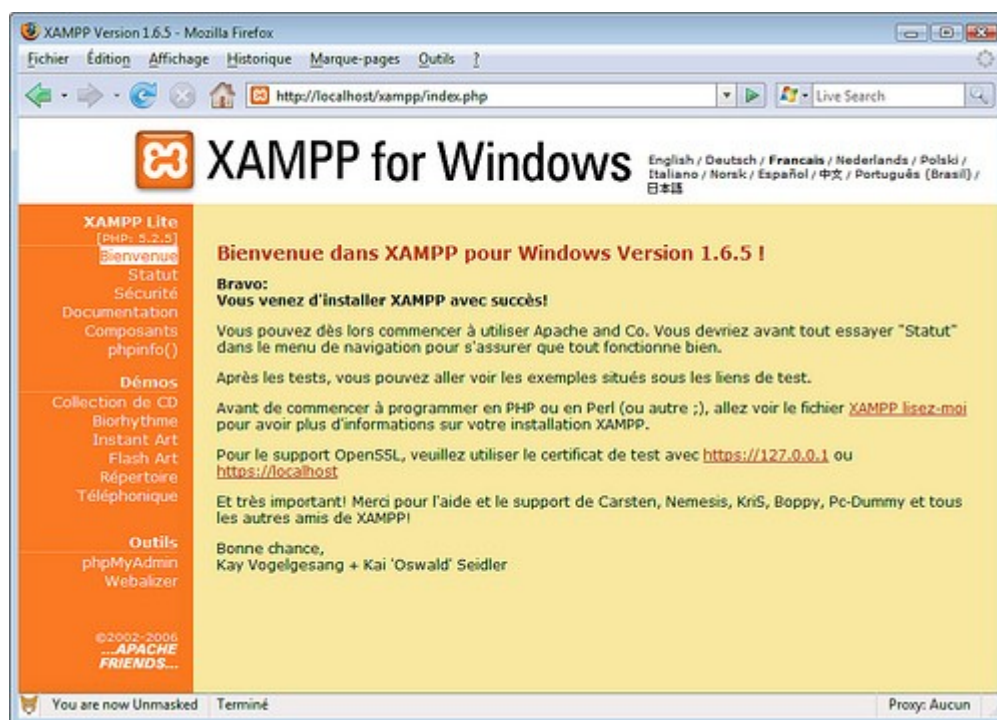 XAMPP Version 1.6.5 - Mozilla Firefox
Fichier Édition Affichage Historique Marque-pages Outils ?
http://localhost/xampp/index.php
Live Search
XAMPP for Windows
English / Deutsch / Francais / Nederlands / Polski /
Italiano / Norsk / Español / 中文 / Português (Brasil) /
日本語
XAMPP Lite
[PHP: 5.2.5]
Bienvenue
Statut
Sécurité
Documentation
Composants
phpinfo()
Démos
Collection de CD
Biorhythme
Instant Art
Flash Art
Répertoire
Téléphonique
Outils
phpMyAdmin
Webalizer
©2002-2006
...APACHE
FRIENDS...
Bienvenue dans XAMPP pour Windows Version 1.6.5 !
Bravo:
Vous venez d'installer XAMPP avec succès!
Vous pouvez dès lors commencer à utiliser Apache and Co. Vous devriez avant tout essayer "Statut"
dans le menu de navigation pour s'assurer que tout fonctionne bien.
Après les tests, vous pouvez aller voir les exemples situés sous les liens de test.
Avant de commencer à programmer en PHP ou en Perl (ou autre ;), allez voir le fichier XAMPP lisez-moi
pour avoir plus d'informations sur votre installation XAMPP.
Pour le support OpenSSL, veuillez utiliser le certificat de test avec https://127.0.0.1 ou
https://localhost
Et très important! Merci pour l'aide et le support de Carsten, Nemesis, KriS, Boppy, Pc-Dummy et tous
les autres amis de XAMPP!
Bonne chance,
Kay Vogelgesang + Kai 'Oswald' Seidler
You are now Unmasked Terminé Proxy: Aucun